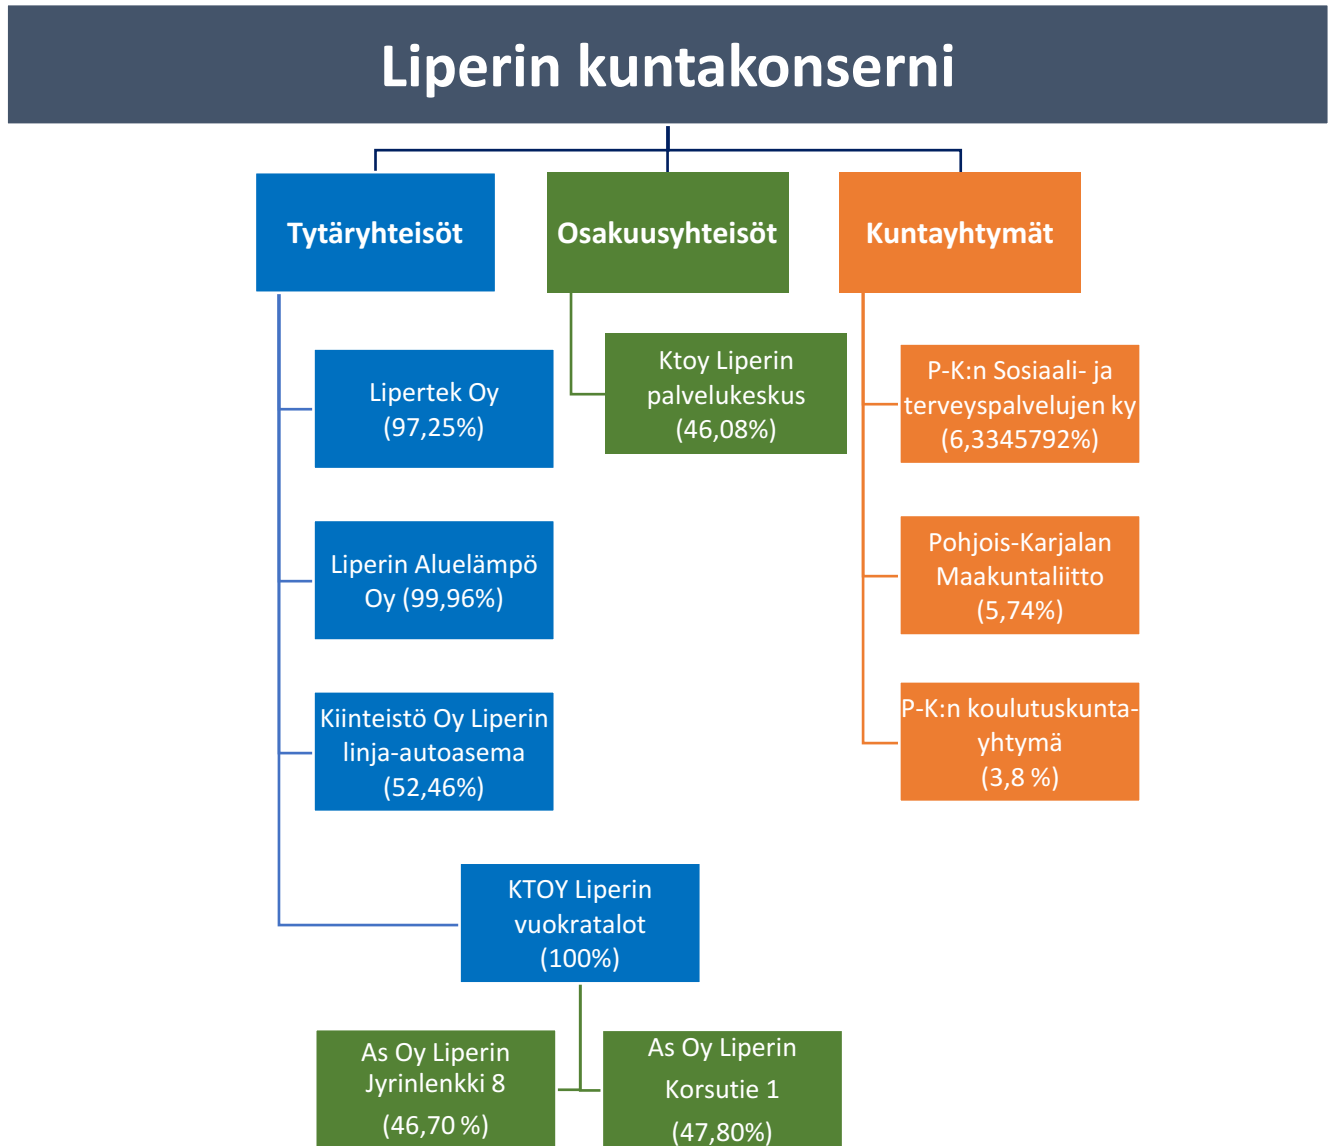 Liperin kuntakonserni
Tytäryhteisöt
Osakuusyhteisöt
Kuntayhtymät
Lipertek Oy
(97,25%)
Liperin Aluelämpö
Oy (99,96%)
Kiinteistö Oy Liperin
linja-autoasema
(52,46%)
KTOY Liperin
vuokratalot
(100%)
As Oy Liperin
Jyrinlenkki 8
(46,70 %)
As Oy Liperin
Korsutie 1
(47,80%)
Ktoy Liperin
palvelukeskus
(46,08%)
P-K:n Sosiaali- ja
terveyspalvelujen ky
(6,3345792%)
Pohjois-Karjalan
Maakuntaliitto
(5,74%)
P-K:n koulutuskunta-
yhtymä
(3,8 %)